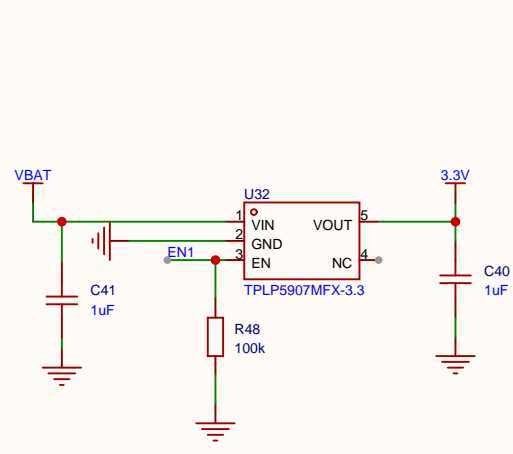 VBAT
3.3V
U32
1
VIN
VOUT
5
2
GND
EN1
3
EN
NC
4
TPLP5907MFX-3.3
C41
1uF
C40
1uF
R48
100k